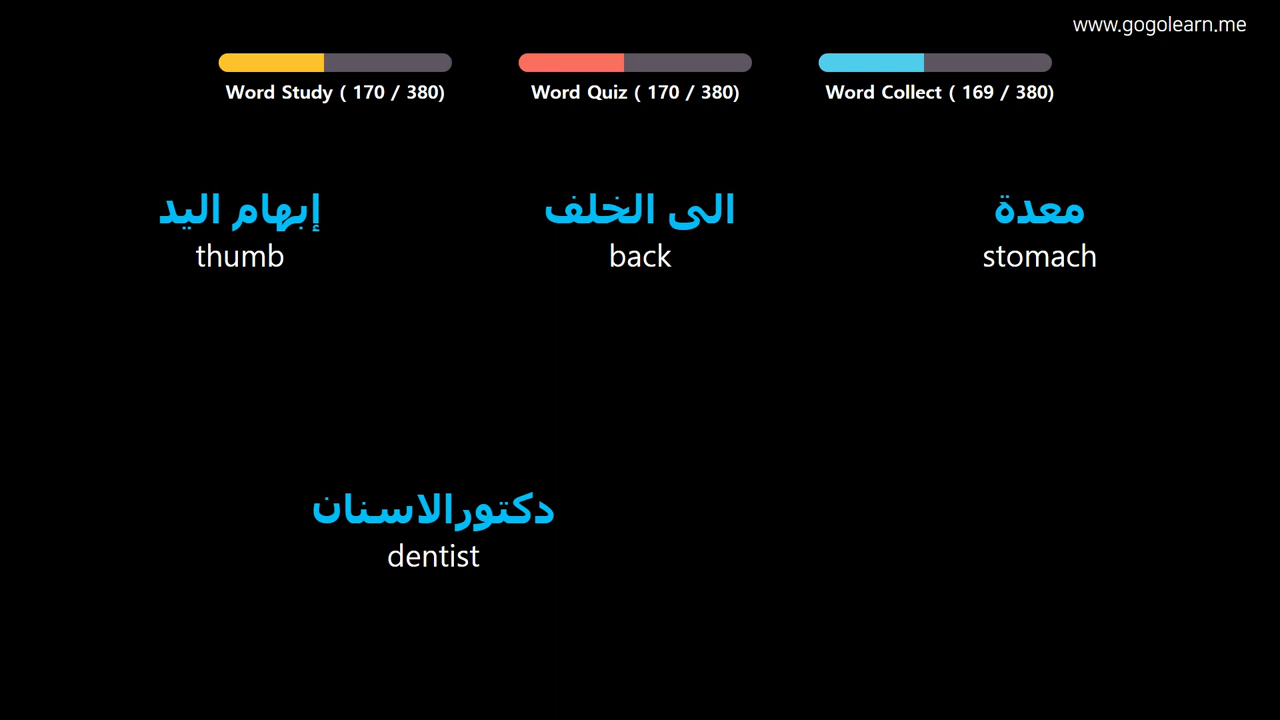 www.gogolearn.me
Word Study ( 170 / 380)
Word Quiz ( 170 / 380)
Word Collect ( 169 / 380)
إبهام اليد
thumb
الى الخلف
back
معدة
stomach
دكتورالاسنان
dentist